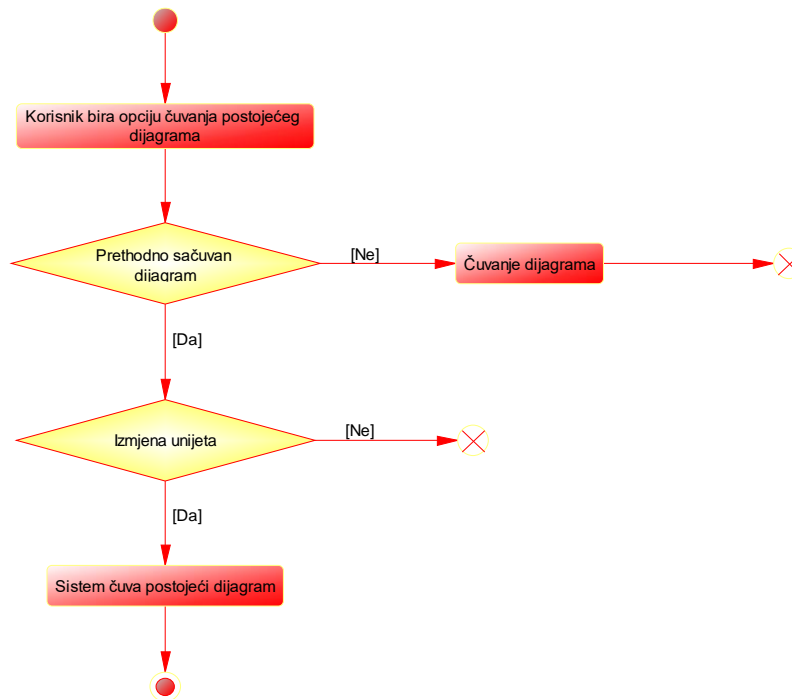 Korisnik bira opciju čuvanja postojećeg
dijagrama
Prethodno sačuvan
dijagram
[Ne]
Čuvanje dijagrama
[Da]
Izmjena unijeta
[Ne]
[Da]
Sistem čuva postojeći dijagram